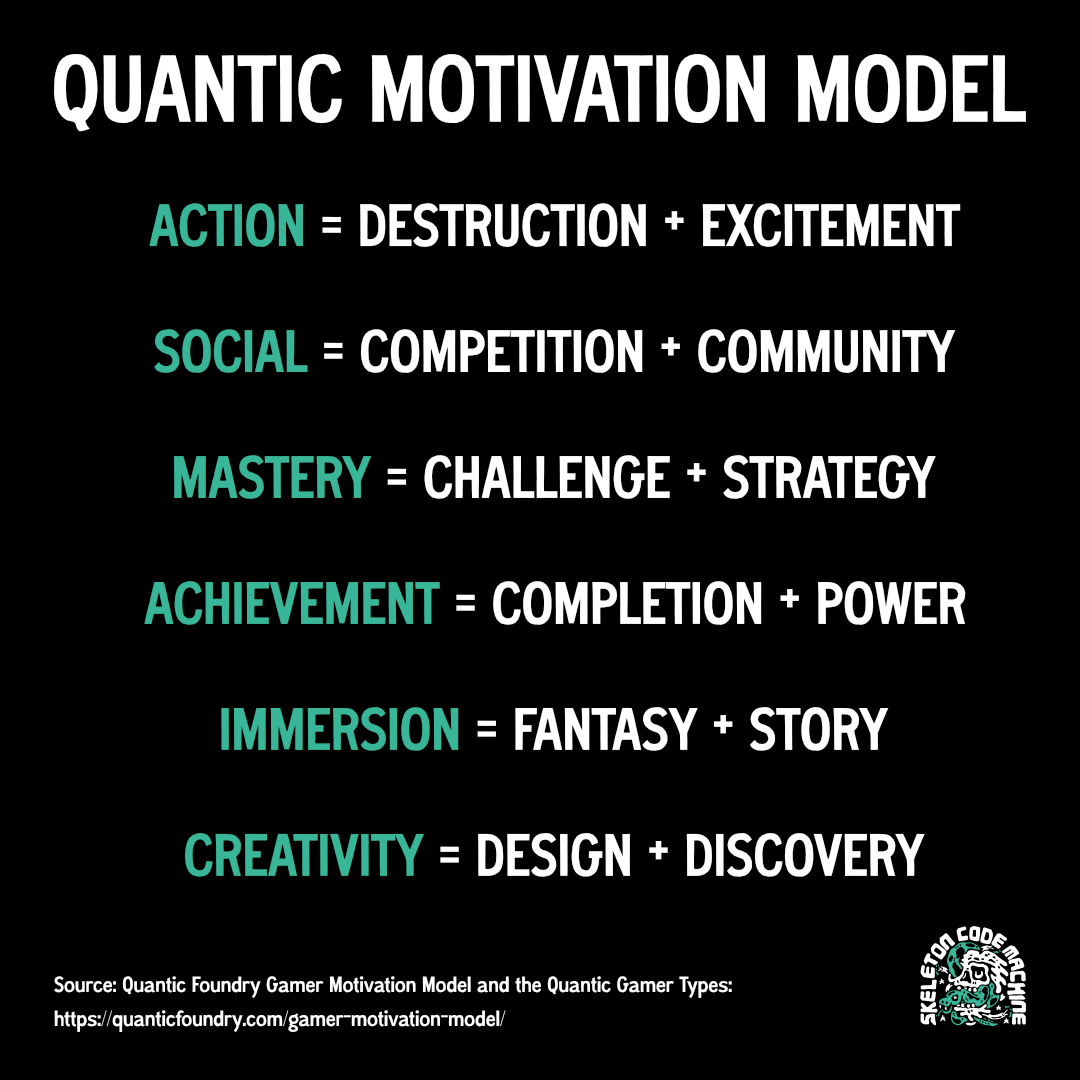 QUANTIC MOTIVATION MODEL
ACTION = DESTRUCTION + EXCITEMENT
SOCIAL = COMPETITION + COMMUNITY
MASTERY = CHALLENGE + STRATEGY
ACHIEVEMENT = COMPLETION + POWER
IMMERSION = FANTASY + STORY
CREATIVITY = DESIGN + DISCOVERY
Source: Quantic Foundry Gamer Motivation Model and the Quantic Gamer Types:
https://quanticfoundry.com/gamer-motivation-model/
SKELETON CODE MACHINE